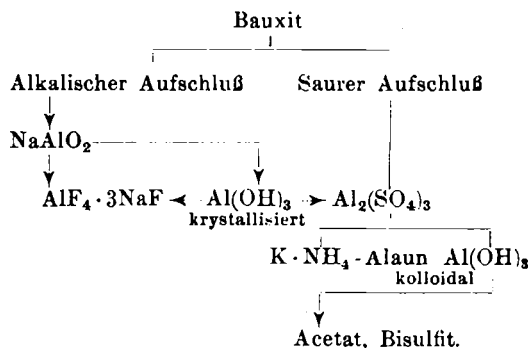 Bauxit
Alkalischer Aufschluß Saurer Aufschluß
NaAlO₂
AlF₄·3NaF Al(OH)₃ Al₂(SO₄)₃
krystallisiert
K·NH₄-Alaun Al(OH)₃
kolloidal
Acetat, Bisulfit.